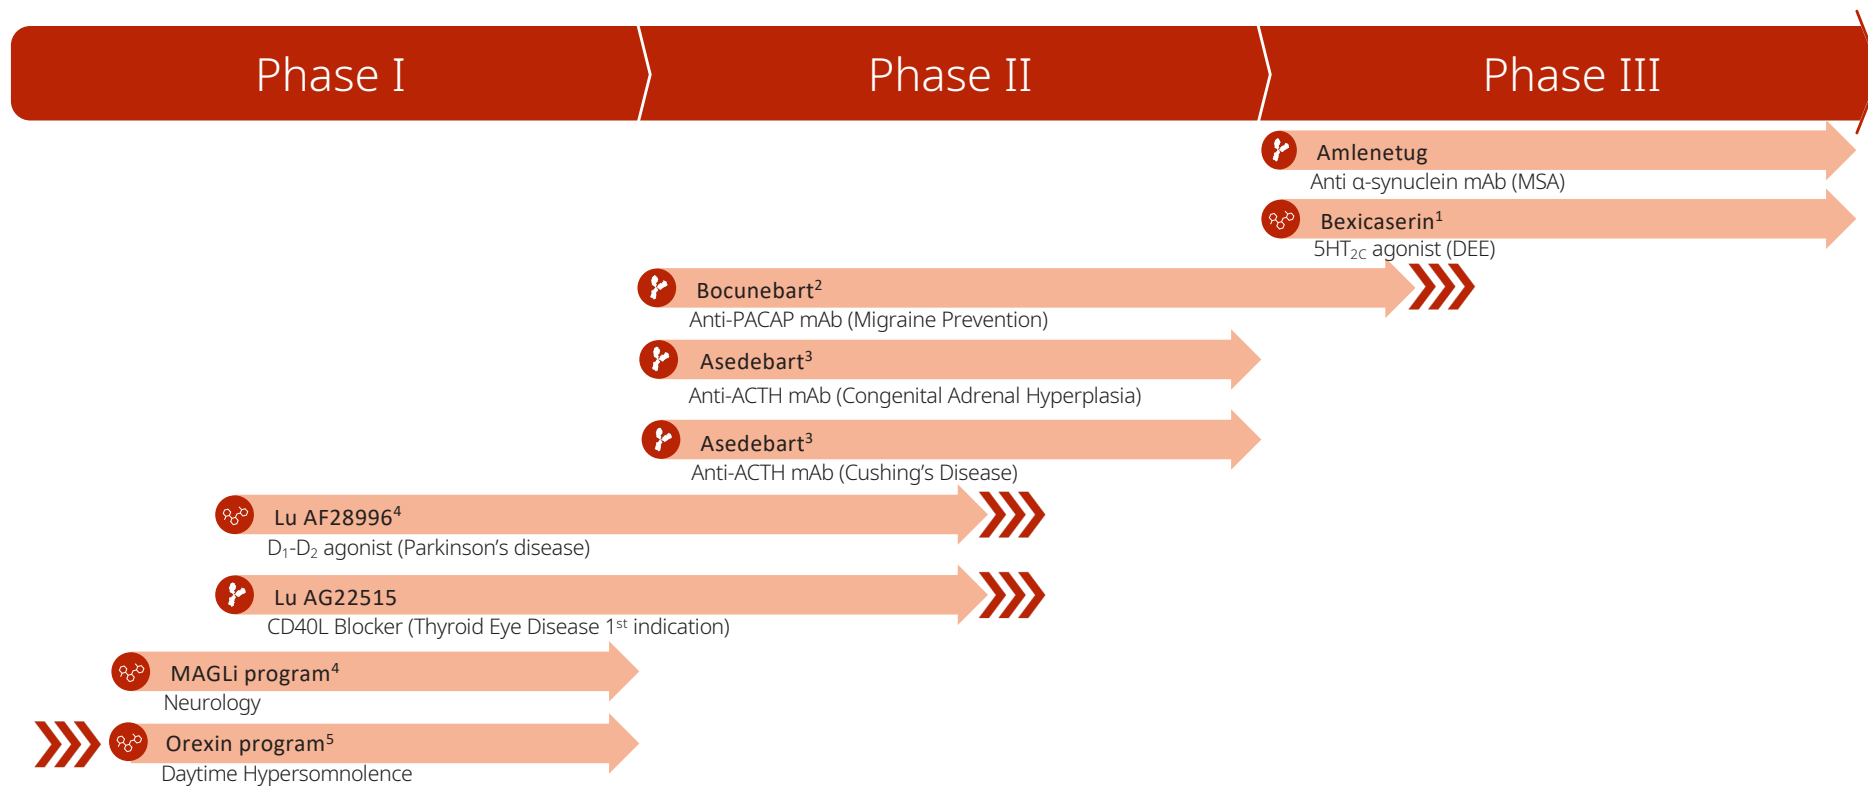 Phase I
Phase II
Phase III
Amlenetug
Anti α-synuclein mAb (MSA)
Bexicaserin¹
5HT₂C agonist (DEE)
Bocunebart²
Anti-PACAP mAb (Migraine Prevention)
Asedebart³
Anti-ACTH mAb (Congenital Adrenal Hyperplasia)
Asedebart³
Anti-ACTH mAb (Cushing’s Disease)
Lu AF28996⁴
D₁-D₂ agonist (Parkinson’s disease)
Lu AG22515
CD40L Blocker (Thyroid Eye Disease 1ˢᵗ indication)
MAGLi program⁴
Neurology
Orexin program⁵
Daytime Hypersomnolence